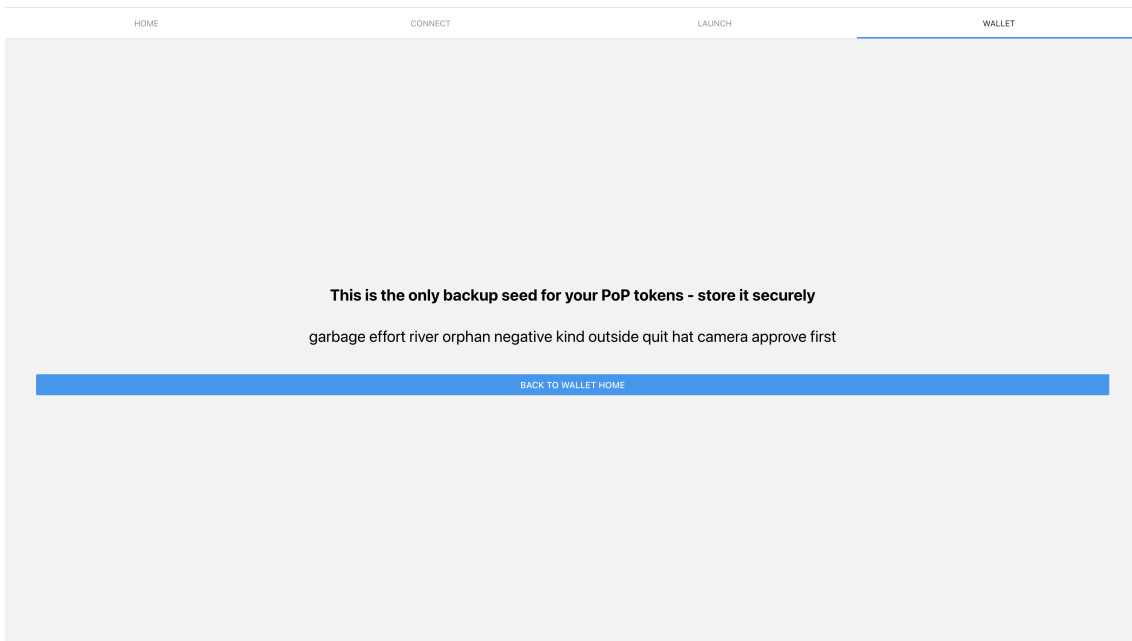 HOME CONNECT LAUNCH WALLET
This is the only backup seed for your PoP tokens - store it securely
garbage effort river orphan negative kind outside quit hat camera approve first
BACK TO WALLET HOME